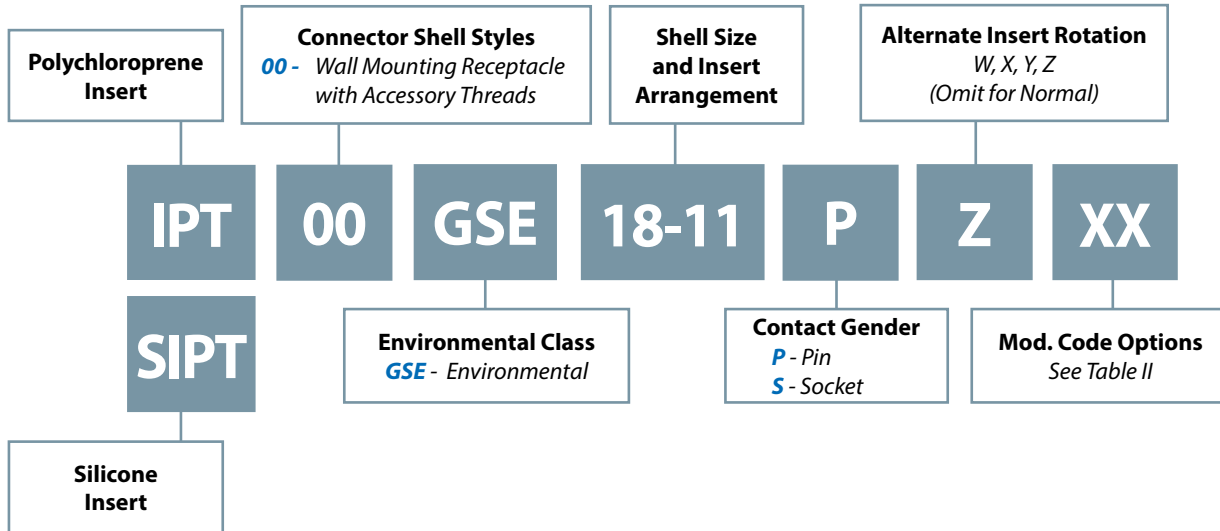 Polychloroprene
Insert
Connector Shell Styles
00 - Wall Mounting Receptacle
with Accessory Threads
Shell Size
and Insert
Arrangement
Alternate Insert Rotation
W, X, Y, Z
(Omit for Normal)
IPT 00 GSE 18-11 P Z XX
SIPT
Environmental Class
GSE - Environmental
Contact Gender
P - Pin
S - Socket
Mod. Code Options
See Table II
Silicone
Insert